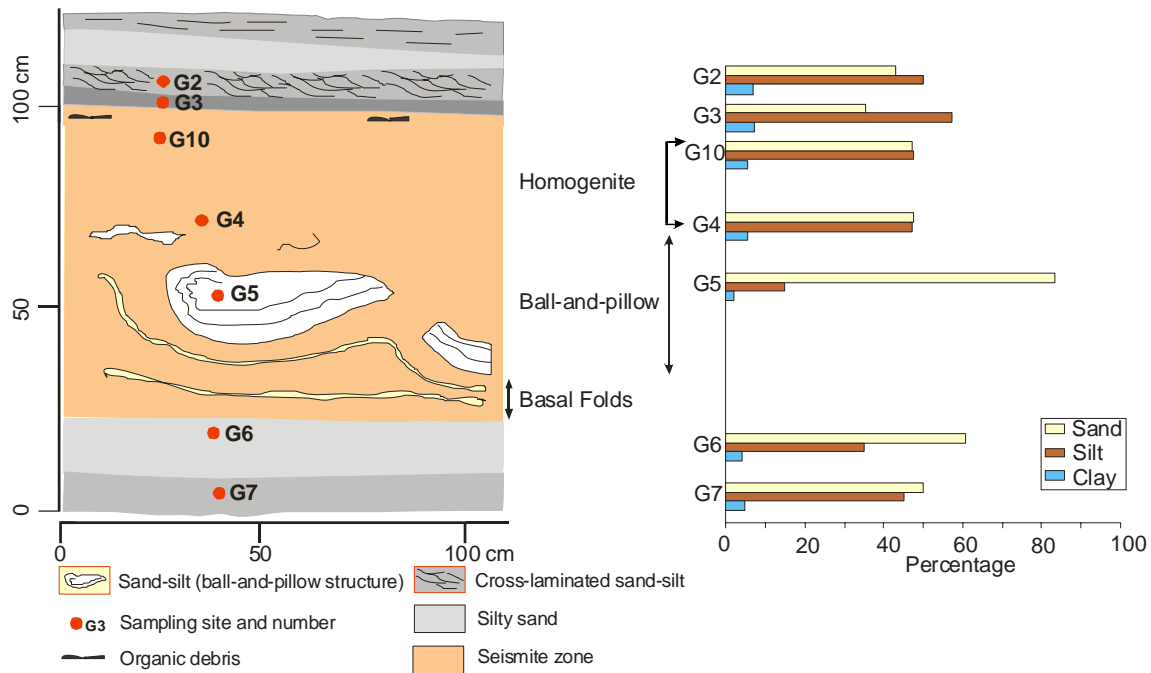 100 cm
50
0
G2
G3
G10
G4
G5
G6
G7
0
50
100 cm
Homogenite
Ball-and-pillow
Basal Folds
G2
G3
G10
G4
G5
G6
G7
Sand
Silt
Clay
0 20 40 60 80 100
Percentage
Sand-silt (ball-and-pillow structure)
Cross-laminated sand-silt
G3 Sampling site and number
Silty sand
Organic debris
Seismite zone